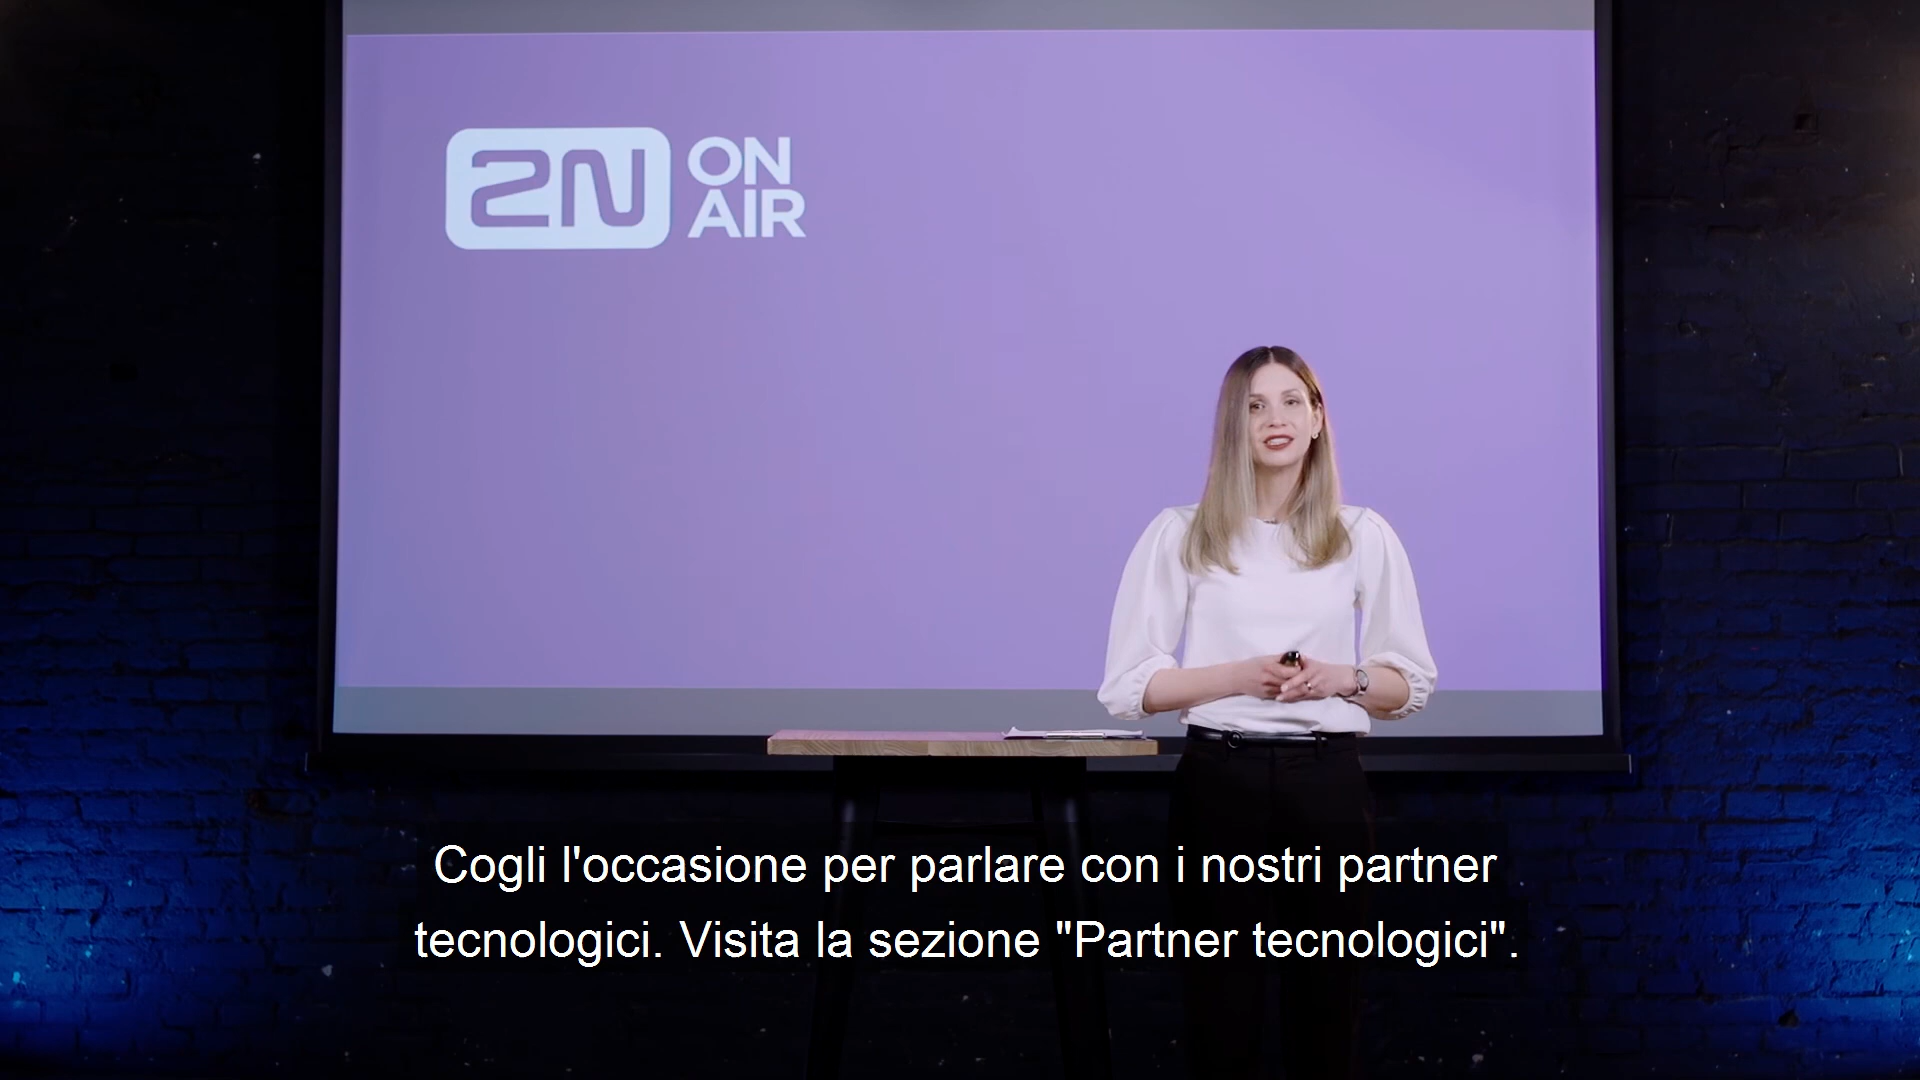 2N ON
AIR
Cogli l'occasione per parlare con i nostri partner
tecnologici. Visita la sezione "Partner tecnologici".